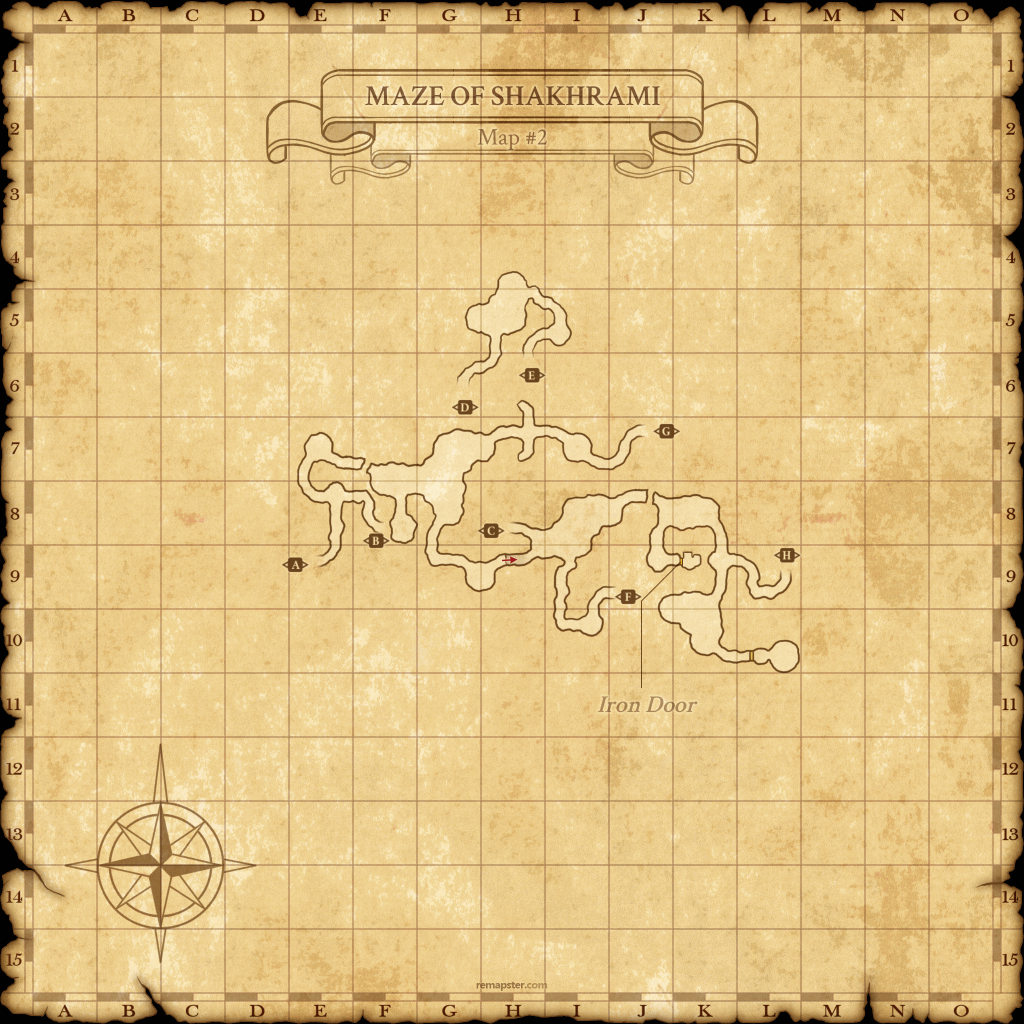 A B C D E F G H I J K L M N O
1 1
MAZE OF SHAKHRAMI
2 2
Map #2
3 3
4 4
5 5
E
6 6
D
G
7 7
8 8
C
B
H
A
9 9
F
10 10
Iron Door
11 11
12 12
13 13
14 14
15 15
remapster.com
A B C D E F G H I J K L M N O